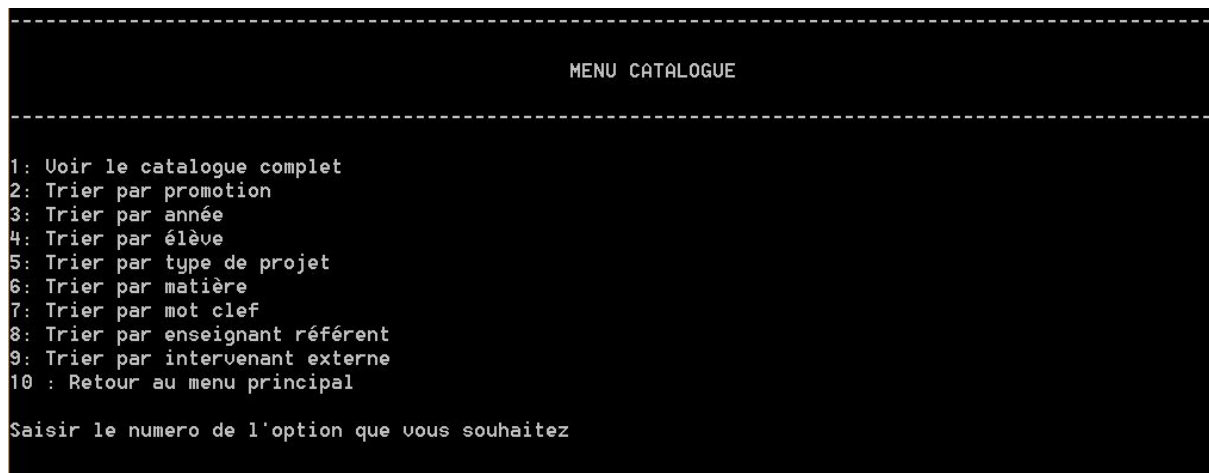 MENU CATALOGUE
1: Voir le catalogue complet
2: Trier par promotion
3: Trier par année
4: Trier par élève
5: Trier par type de projet
6: Trier par matière
7: Trier par mot clef
8: Trier par enseignant référent
9: Trier par intervenant externe
10 : Retour au menu principal
Saisir le numero de l'option que vous souhaitez